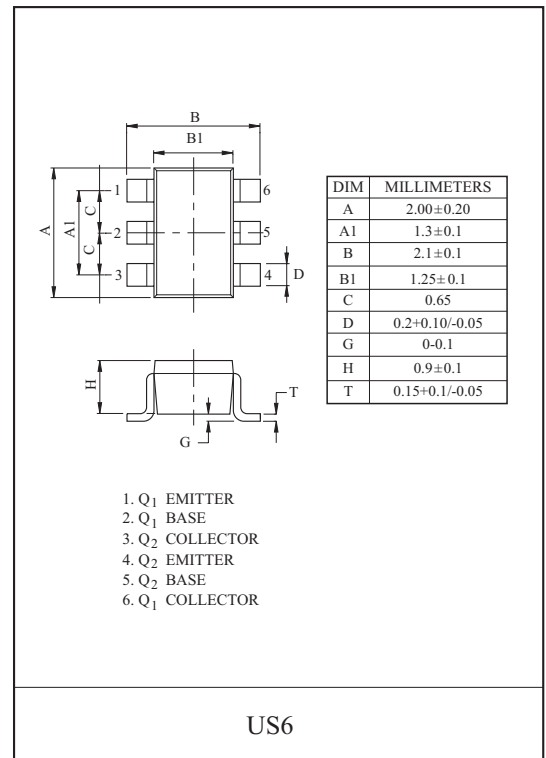 B
B1
1
6
A
A1
C
C
2
5
3
4
D
H
G
T
DIM MILLIMETERS
A 2.00±0.20
A1 1.3±0.1
B 2.1±0.1
B1 1.25±0.1
C 0.65
D 0.2+0.10/-0.05
G 0-0.1
H 0.9±0.1
T 0.15+0.1/-0.05
1. Q1 EMITTER
2. Q1 BASE
3. Q2 COLLECTOR
4. Q2 EMITTER
5. Q2 BASE
6. Q1 COLLECTOR
US6